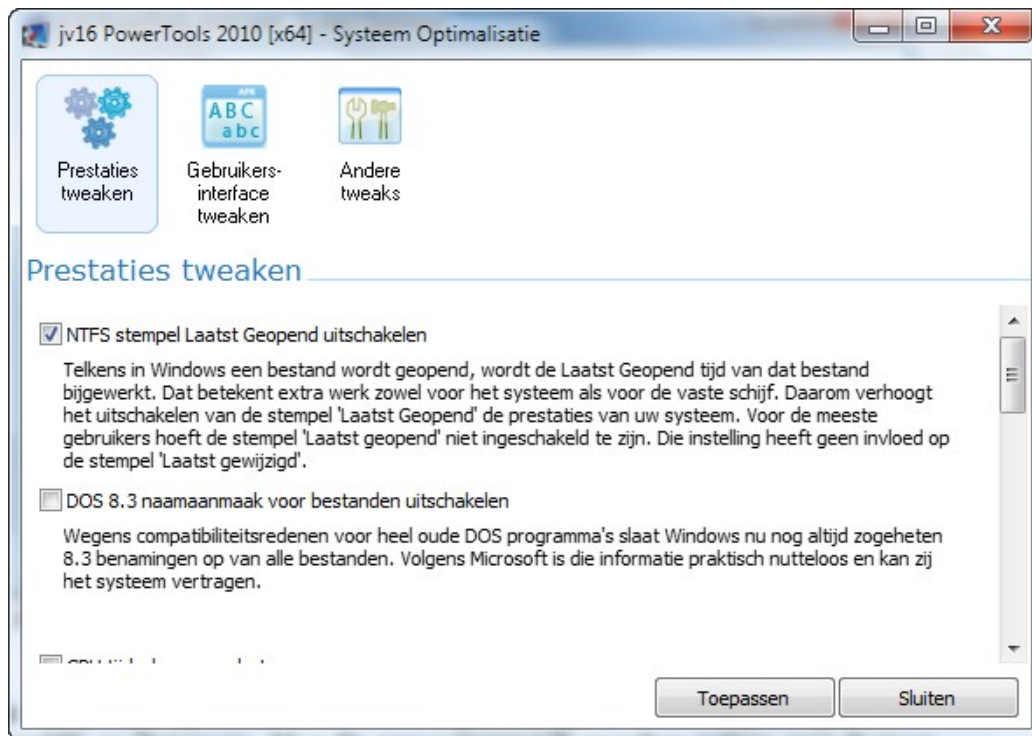 jv16 PowerTools 2010 [x64] - Systeem Optimalisatie
Prestaties
tweaken
APR
ABC
abc
Gebruikers-
interface
tweaken
Andere
tweaks
Prestaties tweaken
NTFS stempel Laatst Geopend uitschakelen
Telkens in Windows een bestand wordt geopend, wordt de Laatst Geopend tijd van dat bestand
bijgewerkt. Dat betekent extra werk zowel voor het systeem als voor de vaste schijf. Daarom verhoogt
het uitschakelen van de stempel 'Laatst Geopend' de prestaties van uw systeem. Voor de meeste
gebruikers hoeft de stempel 'Laatst geopend' niet ingeschakeld te zijn. Die instelling heeft geen invloed op
de stempel 'Laatst gewijzigd'.
DOS 8.3 naamaanmaak voor bestanden uitschakelen
Wegens compatibiliteitsredenen voor heel oude DOS programma's slaat Windows nu nog altijd zogeheten
8.3 benamingen op van alle bestanden. Volgens Microsoft is die informatie praktisch nutteloos en kan zij
het systeem vertragen.
Toepassen
Sluiten